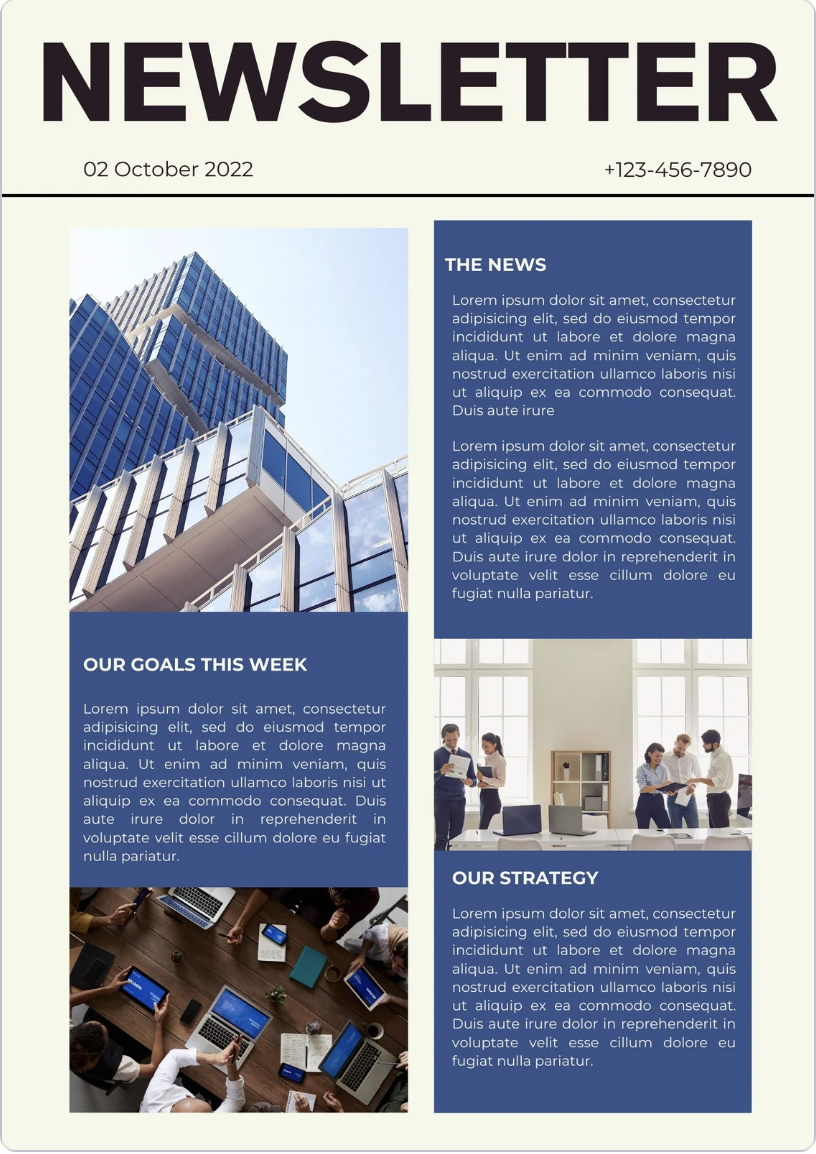 NEWSLETTER
02 October 2022
+123-456-7890
OUR GOALS THIS WEEK
Lorem ipsum dolor sit amet, consectetur
adipisicing elit, sed do eiusmod tempor
incididunt ut labore et dolore magna
aliqua. Ut enim ad minim veniam, quis
nostrud exercitation ullamco laboris nisi ut
aliquip ex ea commodo consequat. Duis
aute irure dolor in reprehenderit in
voluptate velit esse cillum dolore eu fugiat
nulla pariatur.
THE NEWS
Lorem ipsum dolor sit amet, consectetur
adipisicing elit, sed do eiusmod tempor
incididunt ut labore et dolore magna
aliqua. Ut enim ad minim veniam, quis
nostrud exercitation ullamco laboris nisi
ut aliquip ex ea commodo consequat.
Duis aute irure
Lorem ipsum dolor sit amet, consectetur
adipisicing elit, sed do eiusmod tempor
incididunt ut labore et dolore magna
aliqua. Ut enim ad minim veniam, quis
nostrud exercitation ullamco laboris nisi
ut aliquip ex ea commodo consequat.
Duis aute irure dolor in reprehenderit in
voluptate velit esse cillum dolore eu
fugiat nulla pariatur.
OUR STRATEGY
Lorem ipsum dolor sit amet, consectetur
adipisicing elit, sed do eiusmod tempor
incididunt ut labore et dolore magna
aliqua. Ut enim ad minim veniam, quis
nostrud exercitation ullamco laboris nisi
ut aliquip ex ea commodo consequat.
Duis aute irure dolor in reprehenderit in
voluptate velit esse cillum dolore eu
fugiat nulla pariatur.